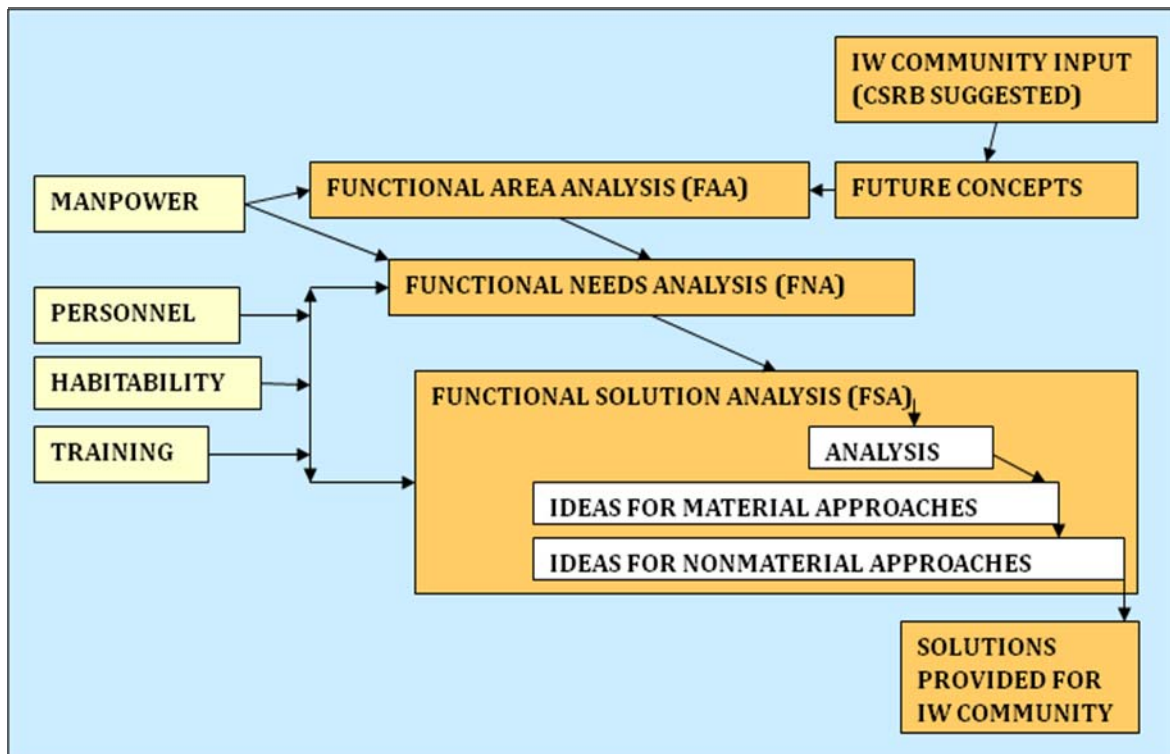 IW COMMUNITY INPUT
(CSRB SUGGESTED)
MANPOWER
FUNCTIONAL AREA ANALYSIS (FAA)
FUTURE CONCEPTS
FUNCTIONAL NEEDS ANALYSIS (FNA)
PERSONNEL
HABITABILITY
TRAINING
FUNCTIONAL SOLUTION ANALYSIS (FSA)
ANALYSIS
IDEAS FOR MATERIAL APPROACHES
IDEAS FOR NONMATERIAL APPROACHES
SOLUTIONS
PROVIDED FOR
IW COMMUNITY